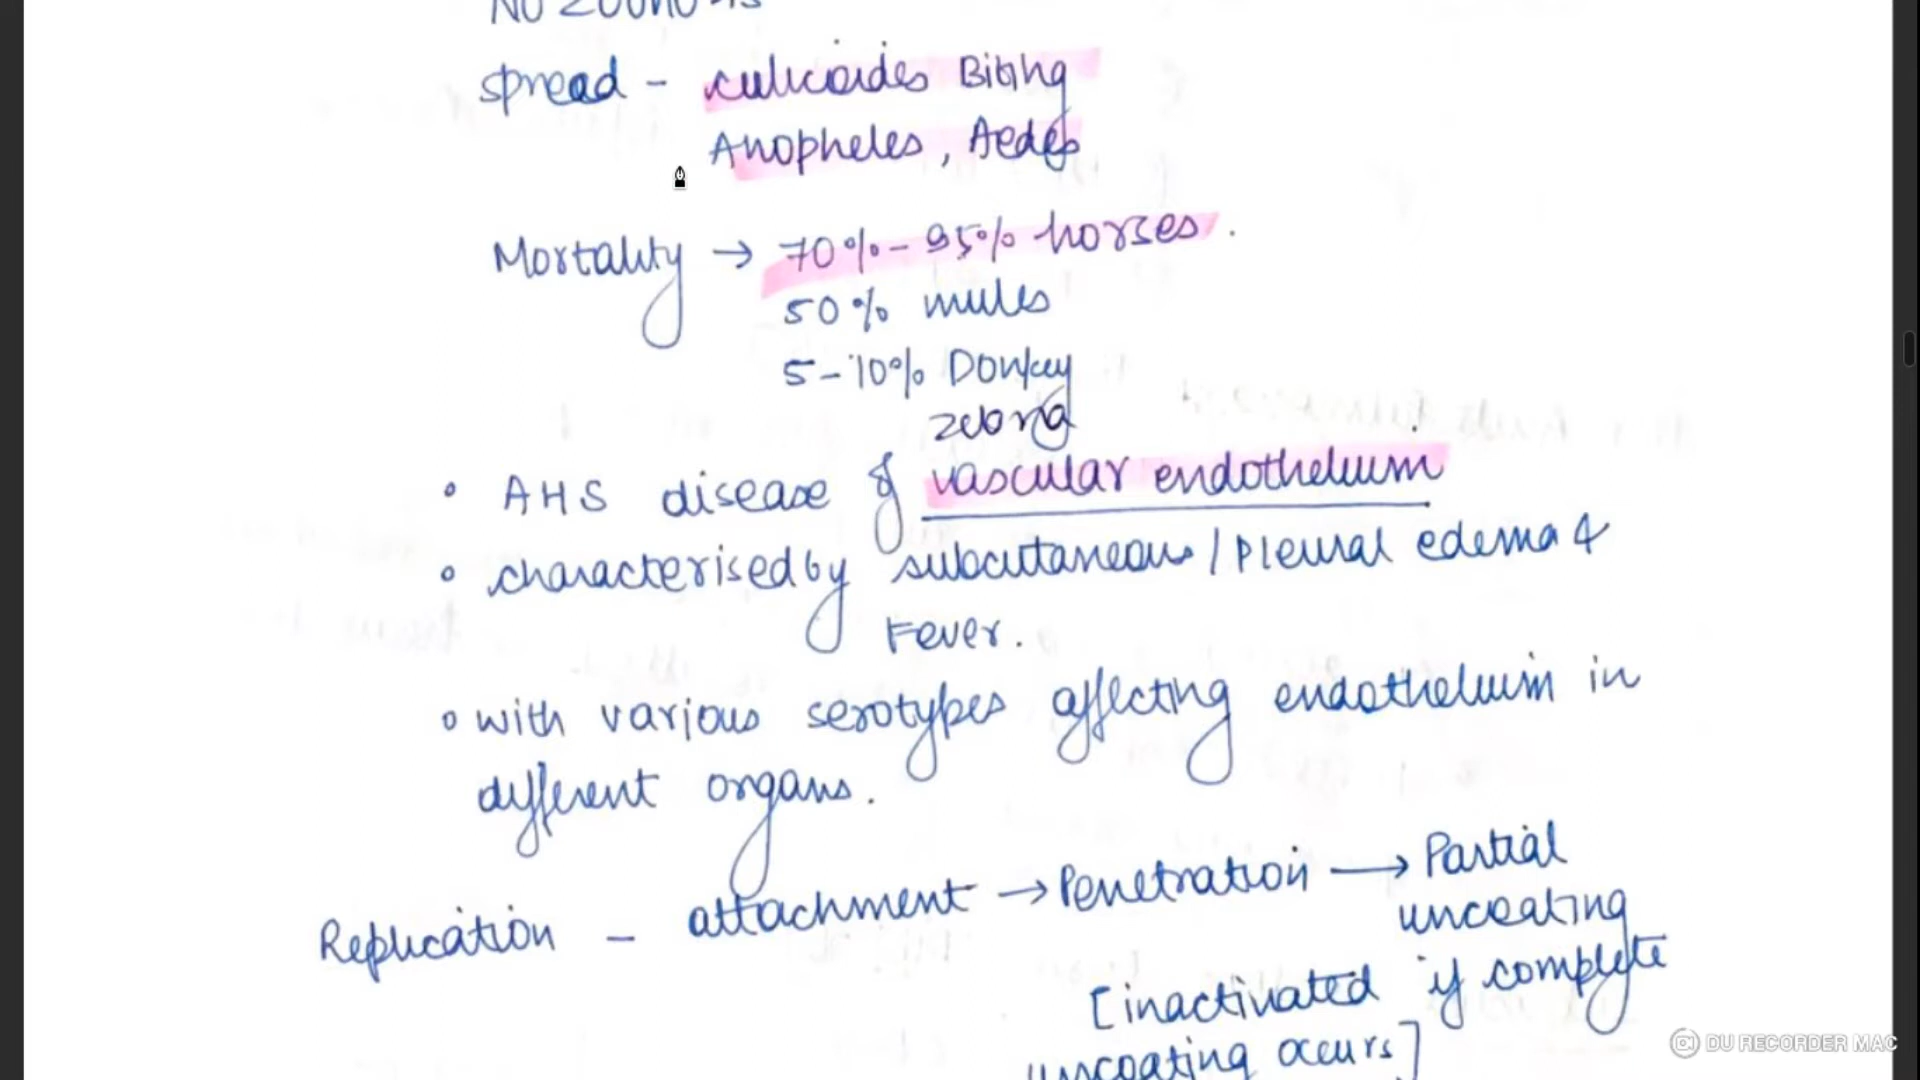 spread - culicoides Biting
Anopheles, Aedes
Mortality → 70%-95% horses.
50% mules
5-10% Donkey
zebra
• AHS disease of vascular endothelium
• characterised by subcutaneous / Pleural edema &
Fever.
• with various serotypes affecting endothelium in
different organs.
Replication - attachment → Penetration → Partial
uncoating
[inactivated if complete
uncoating occurs]
DU RECORDER MAC